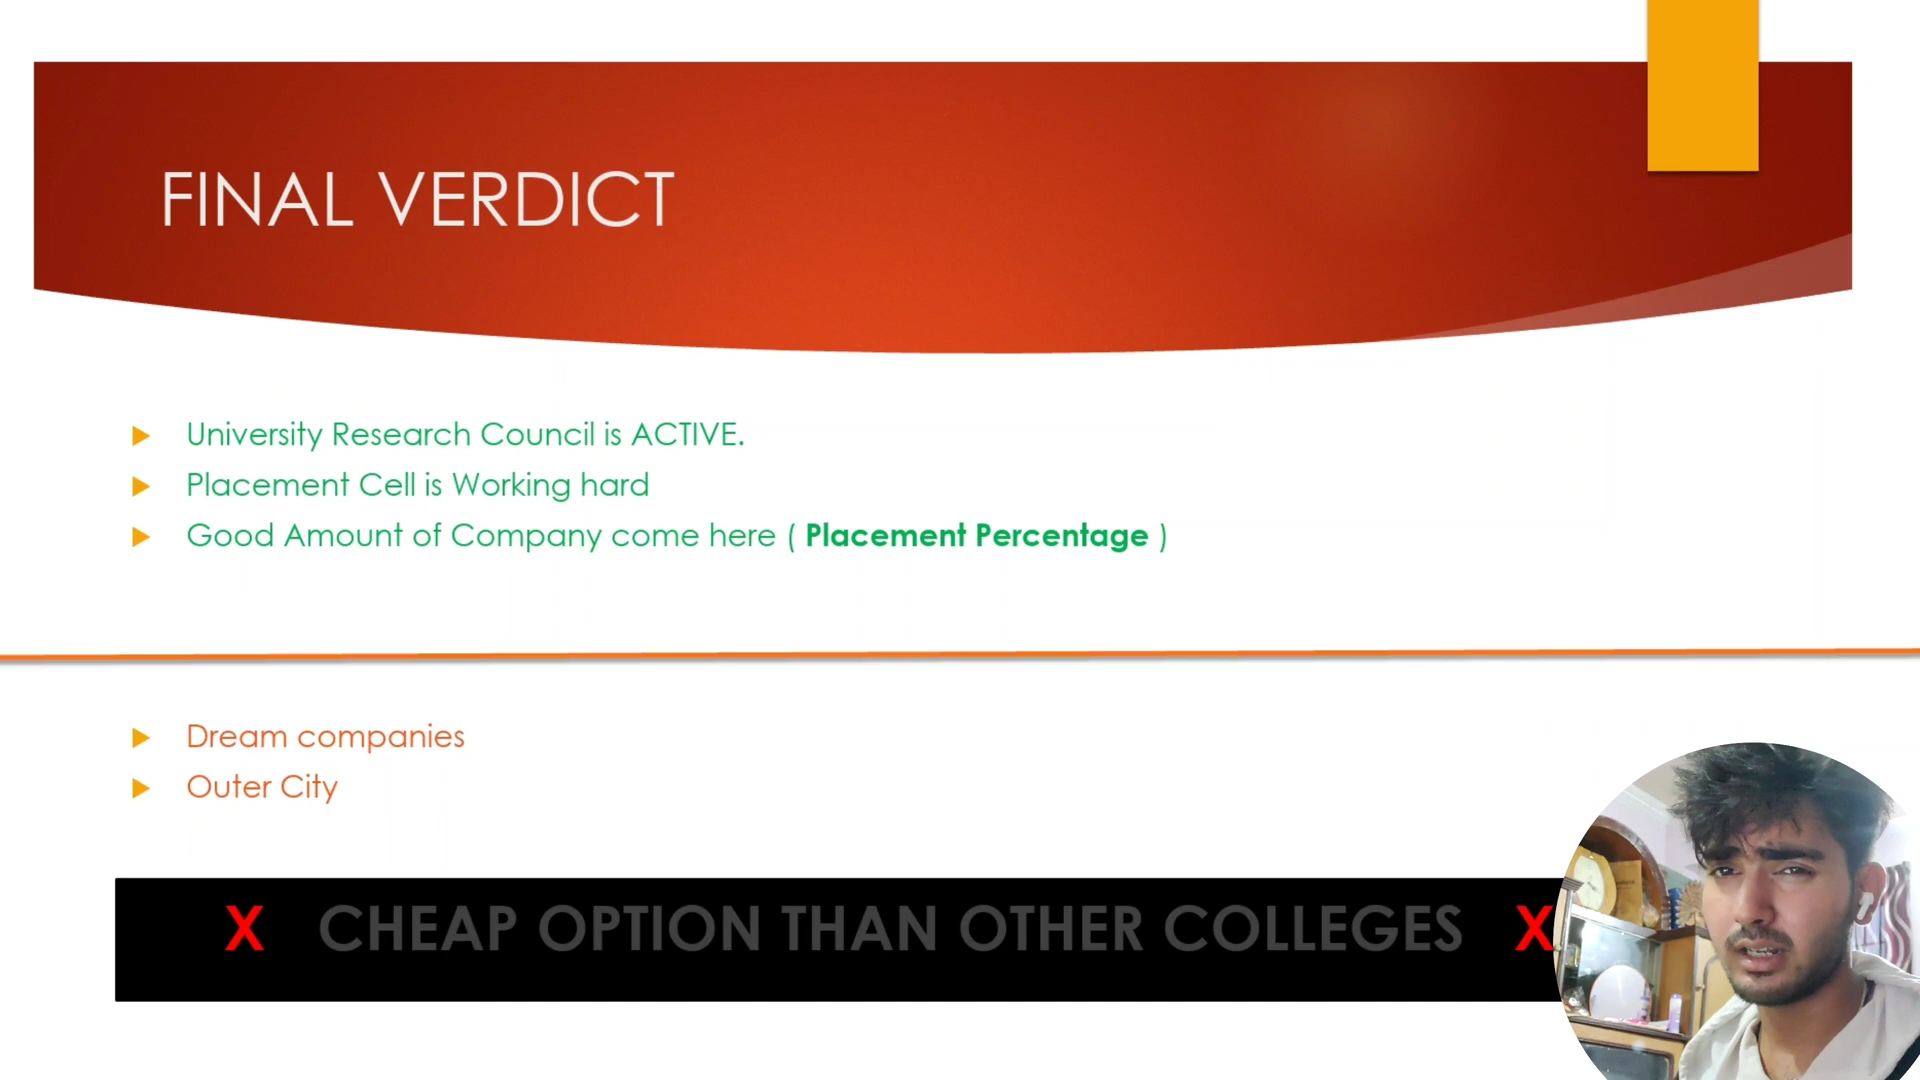 FINAL VERDICT
University Research Council is ACTIVE.
Placement Cell is Working hard
Good Amount of Company come here ( Placement Percentage )
Dream companies
Outer City
X CHEAP OPTION THAN OTHER COLLEGES X